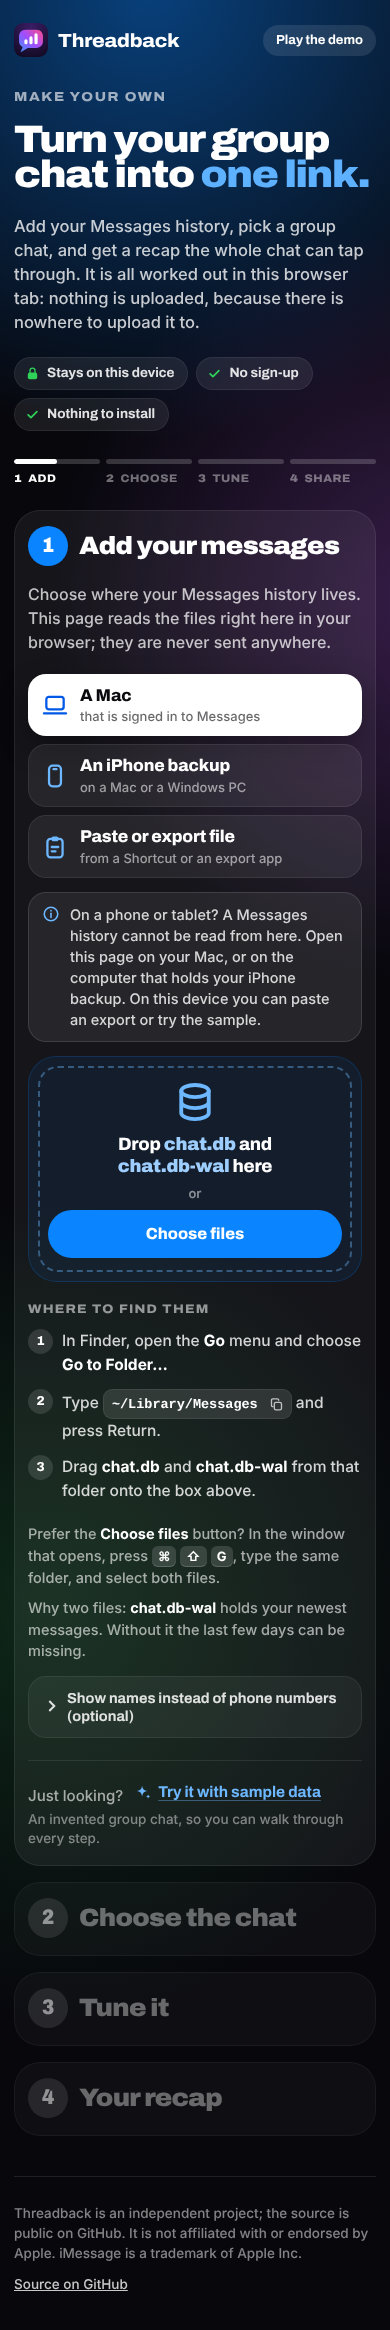 Threadback
Play the demo
MAKE YOUR OWN
Turn your group
chat into one link.
Add your Messages history, pick a group
chat, and get a recap the whole chat can tap
through. It is all worked out in this browser
tab: nothing is uploaded, because there is
nowhere to upload it to.
Stays on this device
No sign-up
Nothing to install
1 ADD
2 CHOOSE
3 TUNE
4 SHARE
1
Add your messages
Choose where your Messages history lives.
This page reads the files right here in your
browser; they are never sent anywhere.
A Mac
that is signed in to Messages
An iPhone backup
on a Mac or a Windows PC
Paste or export file
from a Shortcut or an export app
On a phone or tablet? A Messages
history cannot be read from here. Open
this page on your Mac, or on the
computer that holds your iPhone
backup. On this device you can paste
an export or try the sample.
Drop chat.db and
chat.db-wal here
or
Choose files
WHERE TO FIND THEM
1 In Finder, open the Go menu and choose
Go to Folder...
2 Type ~/Library/Messages and
press Return.
3 Drag chat.db and chat.db-wal from that
folder onto the box above.
Prefer the Choose files button? In the window
that opens, press ⌘ ⇧ G, type the same
folder, and select both files.
Why two files: chat.db-wal holds your newest
messages. Without it the last few days can be
missing.
Show names instead of phone numbers
(optional)
Just looking? Try it with sample data
An invented group chat, so you can walk through
every step.
2 Choose the chat
3 Tune it
4 Your recap
Threadback is an independent project; the source is
public on GitHub. It is not affiliated with or endorsed by
Apple. iMessage is a trademark of Apple Inc.
Source on GitHub